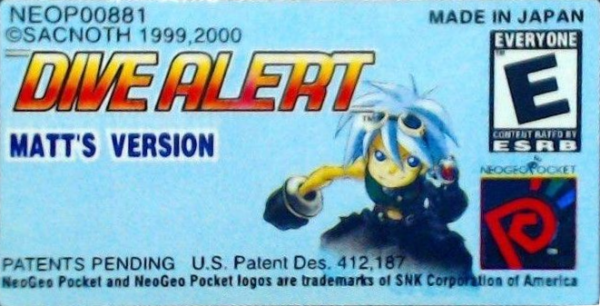 NEOP00881
©SACNOTH 1999,2000
MADE IN JAPAN
DIVE ALERT™
MATT'S VERSION
EVERYONE
E
CONTENT RATED BY
ESRB
NEOGEO POCKET
PATENTS PENDING U.S. Patent Des. 412,187
NeoGeo Pocket and NeoGeo Pocket logos are trademarks of SNK Corporation of America